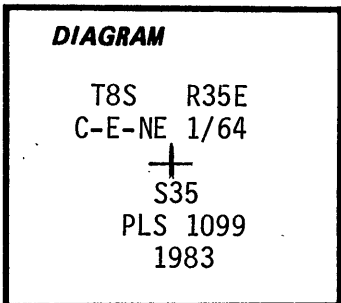 DIAGRAM
T8S R35E
C-E-NE 1/64
S35
PLS 1099
1983